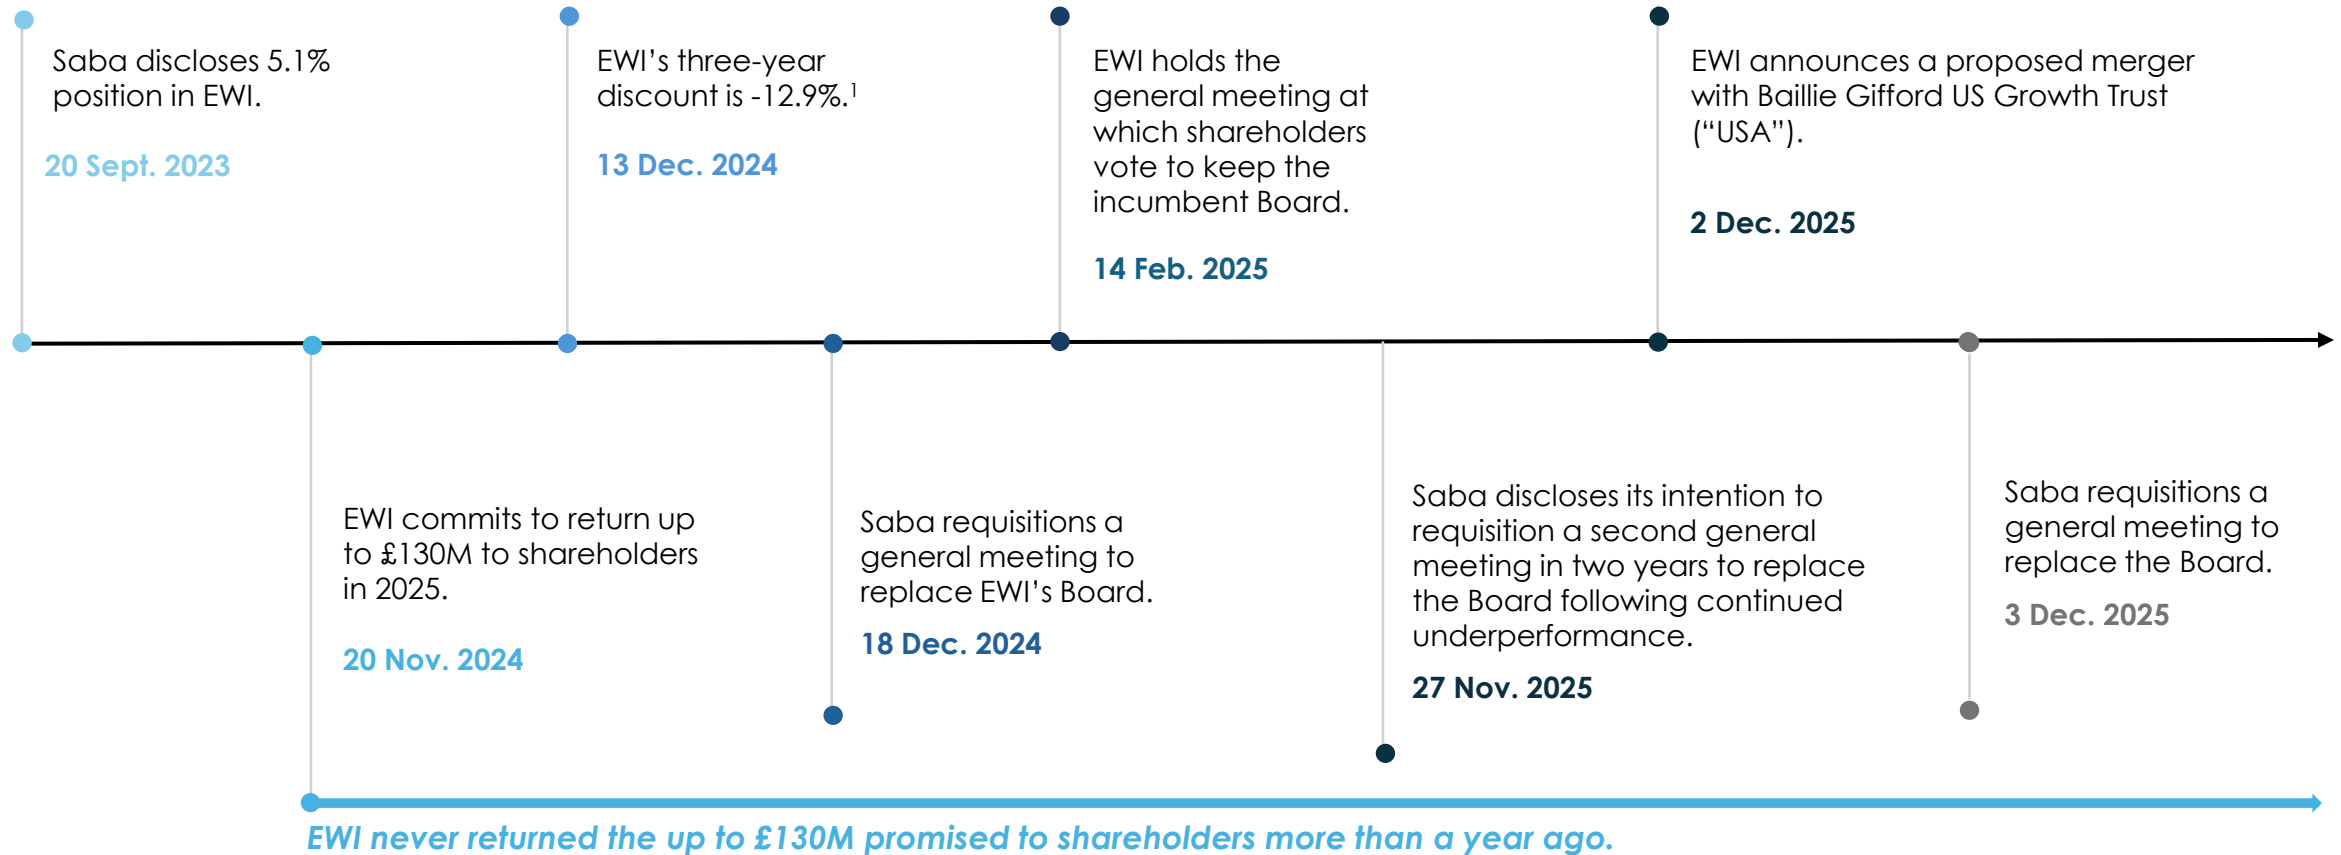 Saba discloses 5.1%
position in EWI.
20 Sept. 2023
EWI commits to return up
to £130M to shareholders
in 2025.
20 Nov. 2024
EWI’s three-year
discount is -12.9%.¹
13 Dec. 2024
Saba requisitions a
general meeting to
replace EWI’s Board.
18 Dec. 2024
EWI holds the
general meeting at
which shareholders
vote to keep the
incumbent Board.
14 Feb. 2025
Saba discloses its intention to
requisition a second general
meeting in two years to replace
the Board following continued
underperformance.
27 Nov. 2025
EWI announces a proposed merger
with Baillie Gifford US Growth Trust
(“USA”).
2 Dec. 2025
Saba requisitions a
general meeting to
replace the Board.
3 Dec. 2025
EWI never returned the up to £130M promised to shareholders more than a year ago.